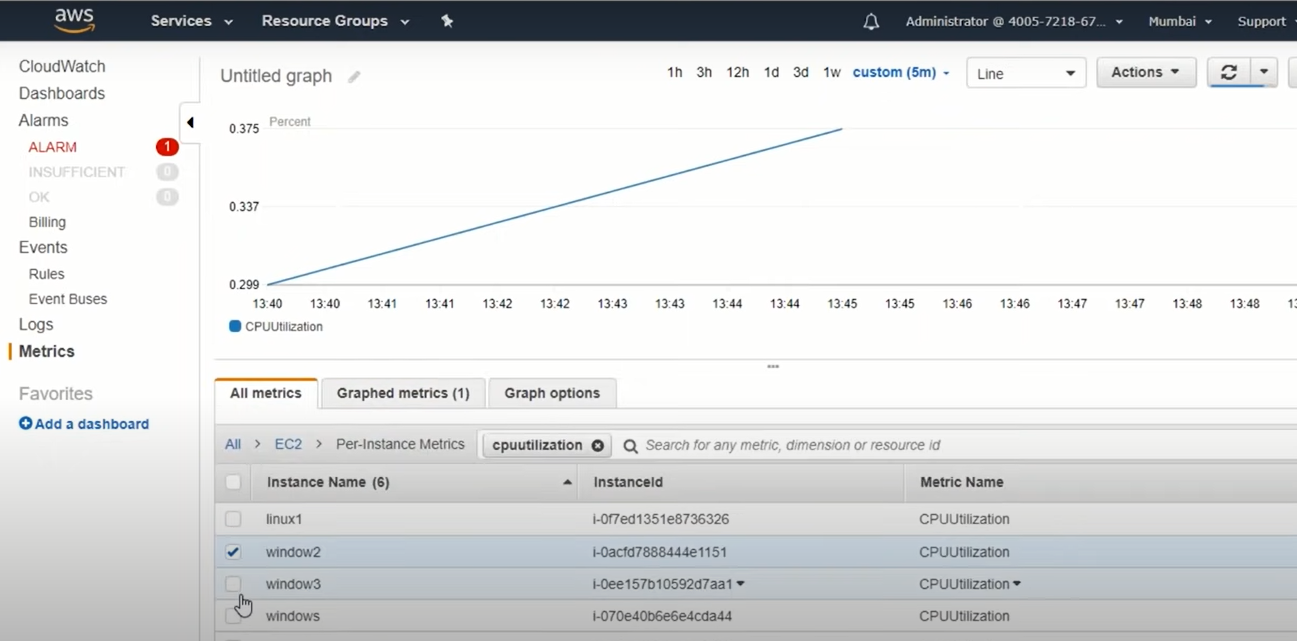 aws Services Resource Groups Administrator @ 4005-7218-67... Mumbai Support
CloudWatch
Dashboards
Alarms
ALARM 1
INSUFFICIENT 0
OK 0
Billing
Events
Rules
Event Buses
Logs
Metrics
Favorites
Add a dashboard
Untitled graph 1h 3h 12h 1d 3d 1w custom (5m) Line Actions
Percent
0.375
0.337
0.299
13:40 13:40 13:41 13:41 13:42 13:42 13:43 13:43 13:44 13:44 13:45 13:45 13:46 13:46 13:47 13:47 13:48 13:48
CPUUtilization
All metrics Graphed metrics (1) Graph options
All > EC2 > Per-Instance Metrics cpuutilization Search for any metric, dimension or resource id
Instance Name (6) InstanceId Metric Name
linux1 i-0f7ed1351e8736326 CPUUtilization
window2 i-0acfd7888444e1151 CPUUtilization
window3 i-0ee157b10592d7aa1 CPUUtilization
windows i-070e40b6e6e4cda44 CPUUtilization